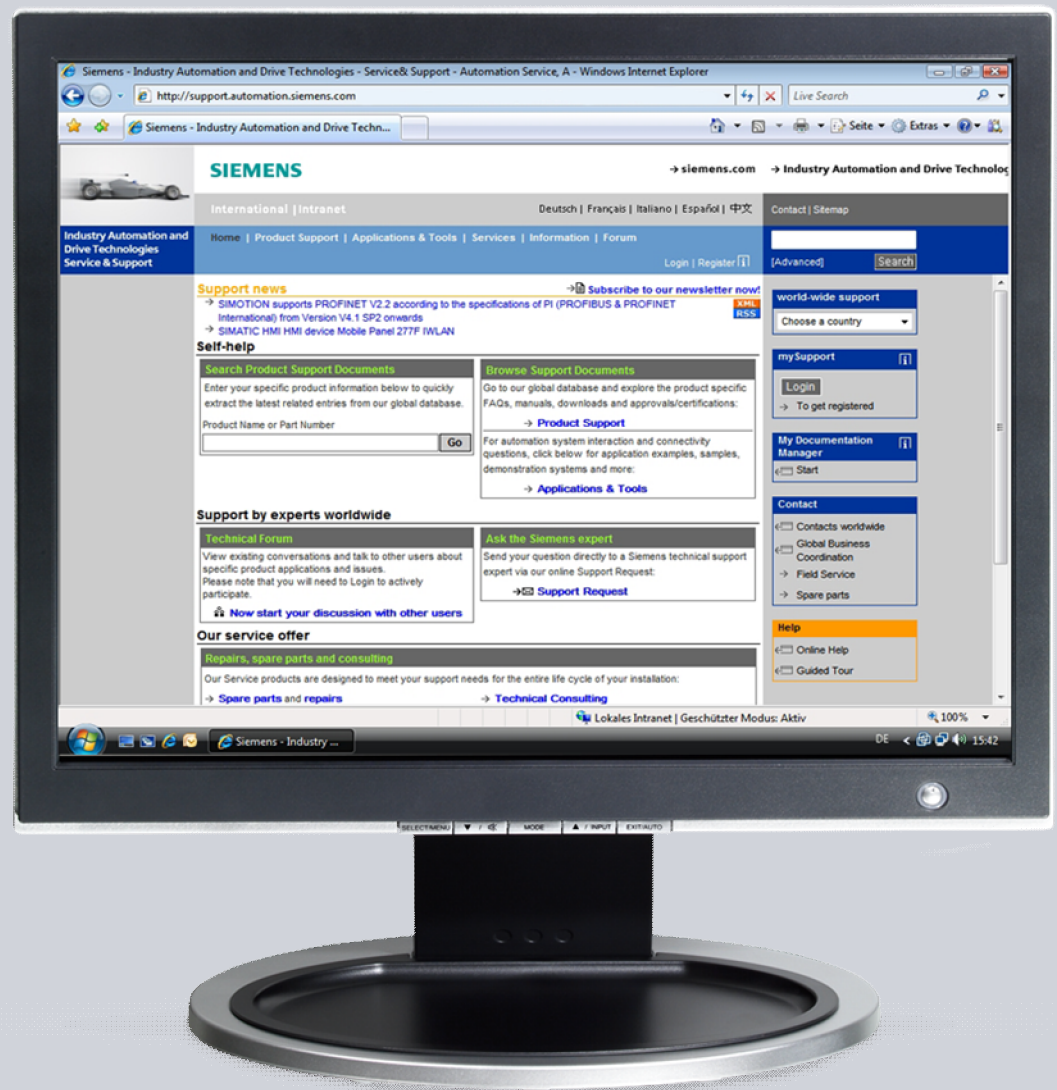 Siemens - Industry Automation and Drive Technologies - Service& Support - Automation Service, A - Windows Internet Explorer
http://support.automation.siemens.com
Live Search
Siemens - Industry Automation and Drive Techn...
Seite
Extras
SIEMENS
→ siemens.com → Industry Automation and Drive Technolog
International | Intranet
Deutsch | Français | Italiano | Español | 中文
Contact | Sitemap
Industry Automation and
Drive Technologies
Service & Support
Home | Product Support | Applications & Tools | Services | Information | Forum
Login | Register
[Advanced] Search
Support news
→ Subscribe to our newsletter now!
→ SIMOTION supports PROFINET V2.2 according to the specifications of PI (PROFIBUS & PROFINET
International) from Version V4.1 SP2 onwards
XML
RSS
→ SIMATIC HMI HMI device Mobile Panel 277F IWLAN
Self-help
Search Product Support Documents
Enter your specific product information below to quickly
extract the latest related entries from our global database.
Product Name or Part Number
Go
Browse Support Documents
Go to our global database and explore the product specific
FAQs, manuals, downloads and approvals/certifications:
→ Product Support
For automation system interaction and connectivity
questions, click below for application examples, samples,
demonstration systems and more:
→ Applications & Tools
Support by experts worldwide
Technical Forum
View existing conversations and talk to other users about
specific product applications and issues.
Please note that you will need to Login to actively
participate.
Now start your discussion with other users
Ask the Siemens expert
Send your question directly to a Siemens technical support
expert via our online Support Request:
→ Support Request
Our service offer
Repairs, spare parts and consulting
Our Service products are designed to meet your support needs for the entire life cycle of your installation:
→ Spare parts and repairs → Technical Consulting
world-wide support
Choose a country
mySupport
Login
→ To get registered
My Documentation
Manager
Start
Contact
Contacts worldwide
Global Business
Coordination
→ Field Service
→ Spare parts
Help
Online Help
Guided Tour
Lokales Intranet | Geschützter Modus: Aktiv
100%
Siemens - Industry ...
DE
15:42
SELECT/MENU ▼ / MODE ▲ / INPUT EXIT/AUTO